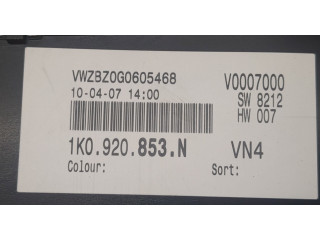 VWZBZ0G0605468 V0007000
10-04-07 14:00 SW 8212
HW 007
1K0.920.853.N VN4
Colour: Sort: